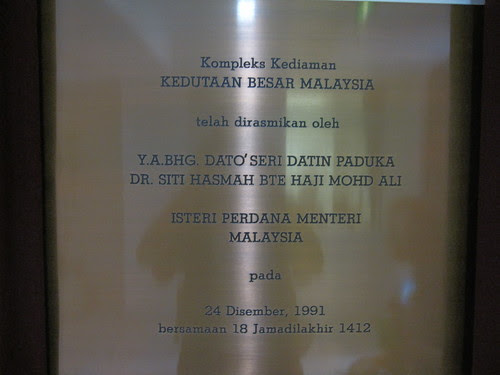 Kompleks Kediaman
KEDUTAAN BESAR MALAYSIA
telah dirasmikan oleh
Y.A.BHG. DATO' SERI DATIN PADUKA
DR. SITI HASMAH BTE HAJI MOHD ALI
ISTERI PERDANA MENTERI
MALAYSIA
pada
24 Disember, 1991
bersamaan 18 Jamadilakhir 1412